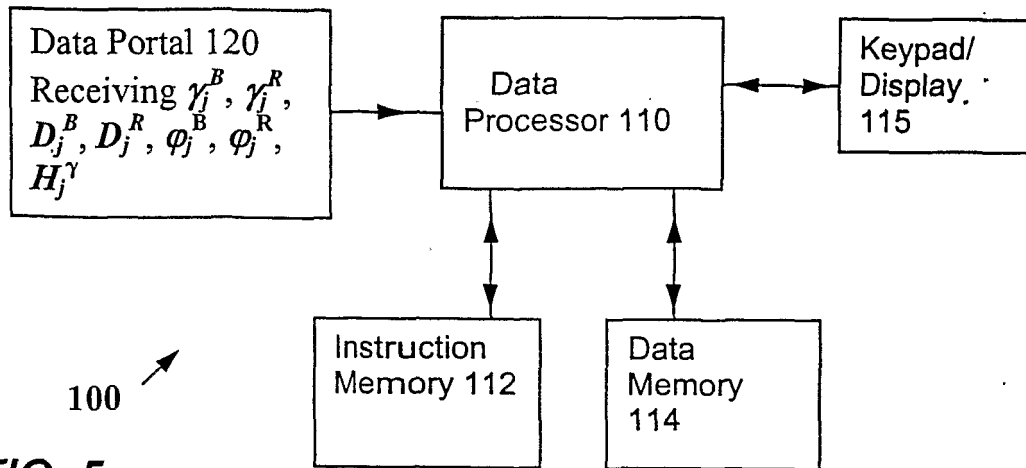 Data Portal 120
Receiving γ_j^B, γ_j^R,
D_j^B, D_j^R, φ_j^B, φ_j^R,
H_j^γ
Data
Processor 110
Keypad/
Display
115
Instruction
Memory 112
Data
Memory
114
100
FIG. 5